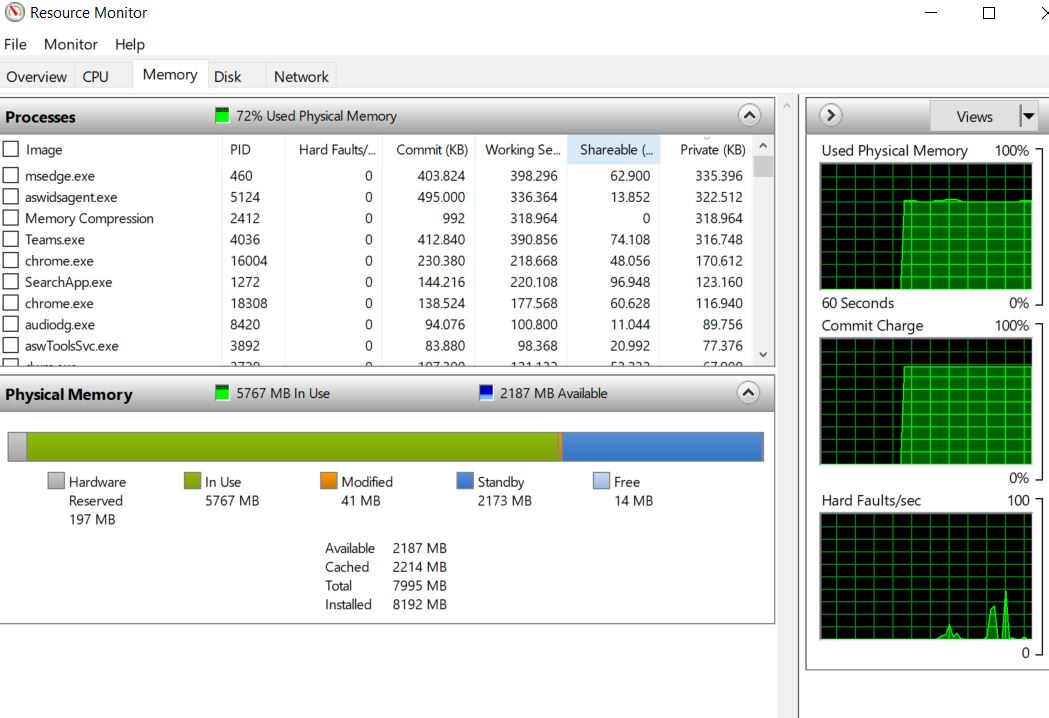 Resource Monitor
File Monitor Help
Overview CPU Memory Disk Network
Processes 72% Used Physical Memory
Image PID Hard Faults/... Commit (KB) Working Se... Shareable (... Private (KB)
msedge.exe 460 0 403.824 398.296 62.900 335.396
aswidsagent.exe 5124 0 495.000 336.364 13.852 322.512
Memory Compression 2412 0 992 318.964 0 318.964
Teams.exe 4036 0 412.840 390.856 74.108 316.748
chrome.exe 16004 0 230.380 218.668 48.056 170.612
SearchApp.exe 1272 0 144.216 220.108 96.948 123.160
chrome.exe 18308 0 138.524 177.568 60.628 116.940
audiodg.exe 8420 0 94.076 100.800 11.044 89.756
aswToolsSvc.exe 3892 0 83.880 98.368 20.992 77.376
Physical Memory 5767 MB In Use 2187 MB Available
Hardware Reserved 197 MB
In Use 5767 MB
Modified 41 MB
Standby 2173 MB
Free 14 MB
Available 2187 MB
Cached 2214 MB
Total 7995 MB
Installed 8192 MB
Views
Used Physical Memory 100%
60 Seconds 0%
Commit Charge 100%
0%
Hard Faults/sec 100
0